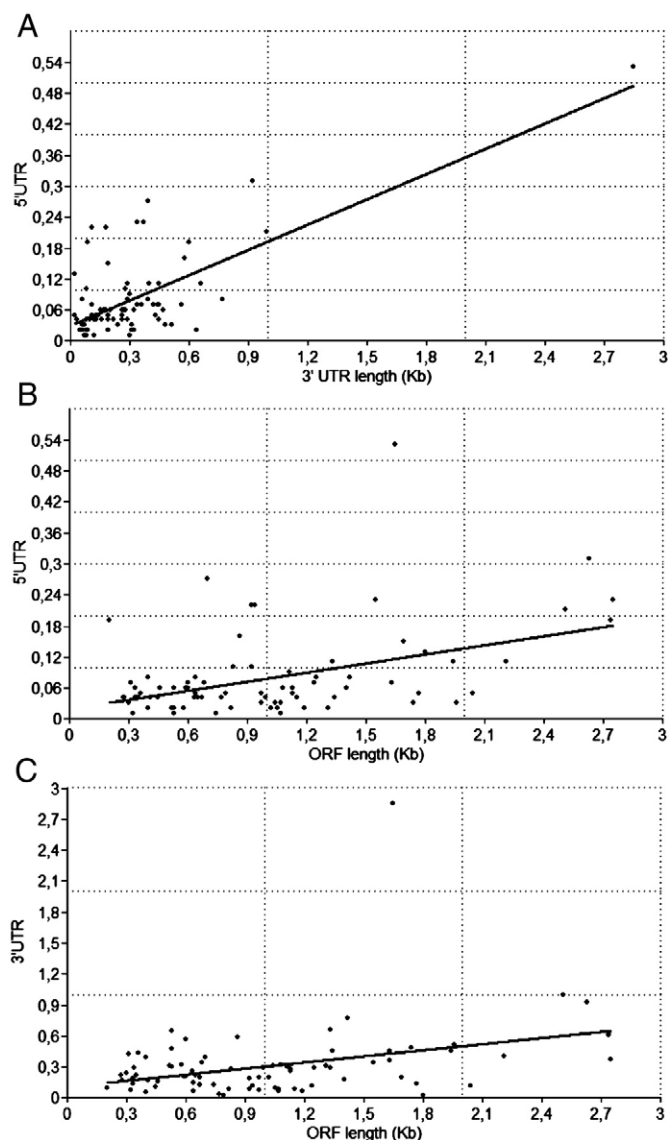 A
0,54
0,48
0,42
0,36
0,3
0,24
0,18
0,12
0,06
0
5'UTR
0 0,3 0,6 0,9 1,2 1,5 1,8 2,1 2,4 2,7 3
3' UTR length (Kb)
B
0,54
0,48
0,42
0,36
0,3
0,24
0,18
0,12
0,06
0
5'UTR
0 0,3 0,6 0,9 1,2 1,5 1,8 2,1 2,4 2,7 3
ORF length (Kb)
C
3
2,7
2,4
2,1
1,8
1,5
1,2
0,9
0,6
0,3
0
3'UTR
0 0,3 0,6 0,9 1,2 1,5 1,8 2,1 2,4 2,7 3
ORF length (Kb)